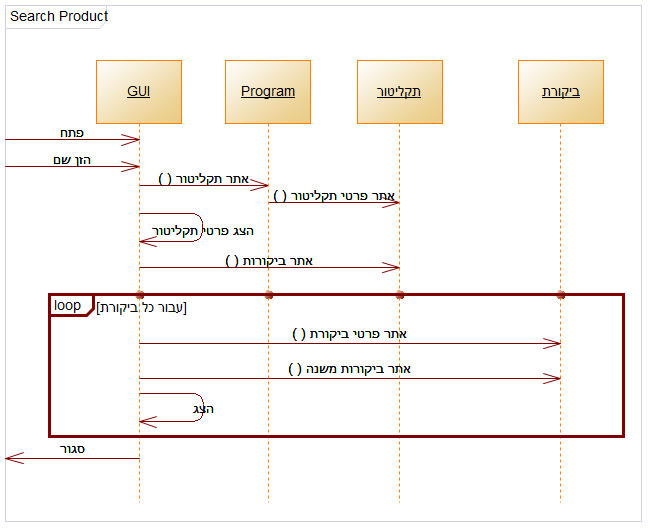 Search Product
GUI
Program
תקליטור
ביקורת
פתח
הזן שם
אתר תקליטור ( )
אתר פרטי תקליטור ( )
הצג פרטי תקליטור
אתר ביקורות ( )
loop
[עבור כל ביקורת]
אתר פרטי ביקורת ( )
אתר ביקורות משנה ( )
הצג
סגור